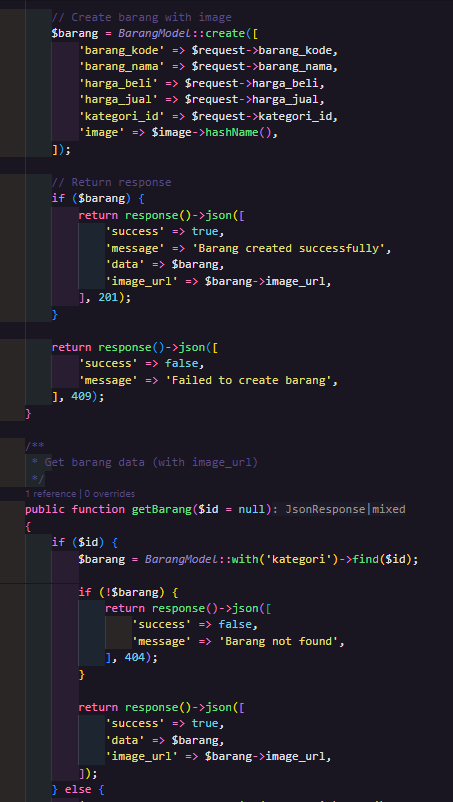 // Create barang with image
$barang = BarangModel::create([
'barang_kode' => $request->barang_kode,
'barang_nama' => $request->barang_nama,
'harga_beli' => $request->harga_beli,
'harga_jual' => $request->harga_jual,
'kategori_id' => $request->kategori_id,
'image' => $image->hashName(),
]);
// Return response
if ($barang) {
return response()->json([
'success' => true,
'message' => 'Barang created successfully',
'data' => $barang,
'image_url' => $barang->image_url,
], 201);
}
return response()->json([
'success' => false,
'message' => 'Failed to create barang',
], 409);
}
/**
* Get barang data (with image_url)
*/
1 reference | 0 overrides
public function getBarang($id = null): JsonResponse|mixed
{
if ($id) {
$barang = BarangModel::with('kategori')->find($id);
if (!$barang) {
return response()->json([
'success' => false,
'message' => 'Barang not found',
], 404);
}
return response()->json([
'success' => true,
'data' => $barang,
'image_url' => $barang->image_url,
]);
} else {